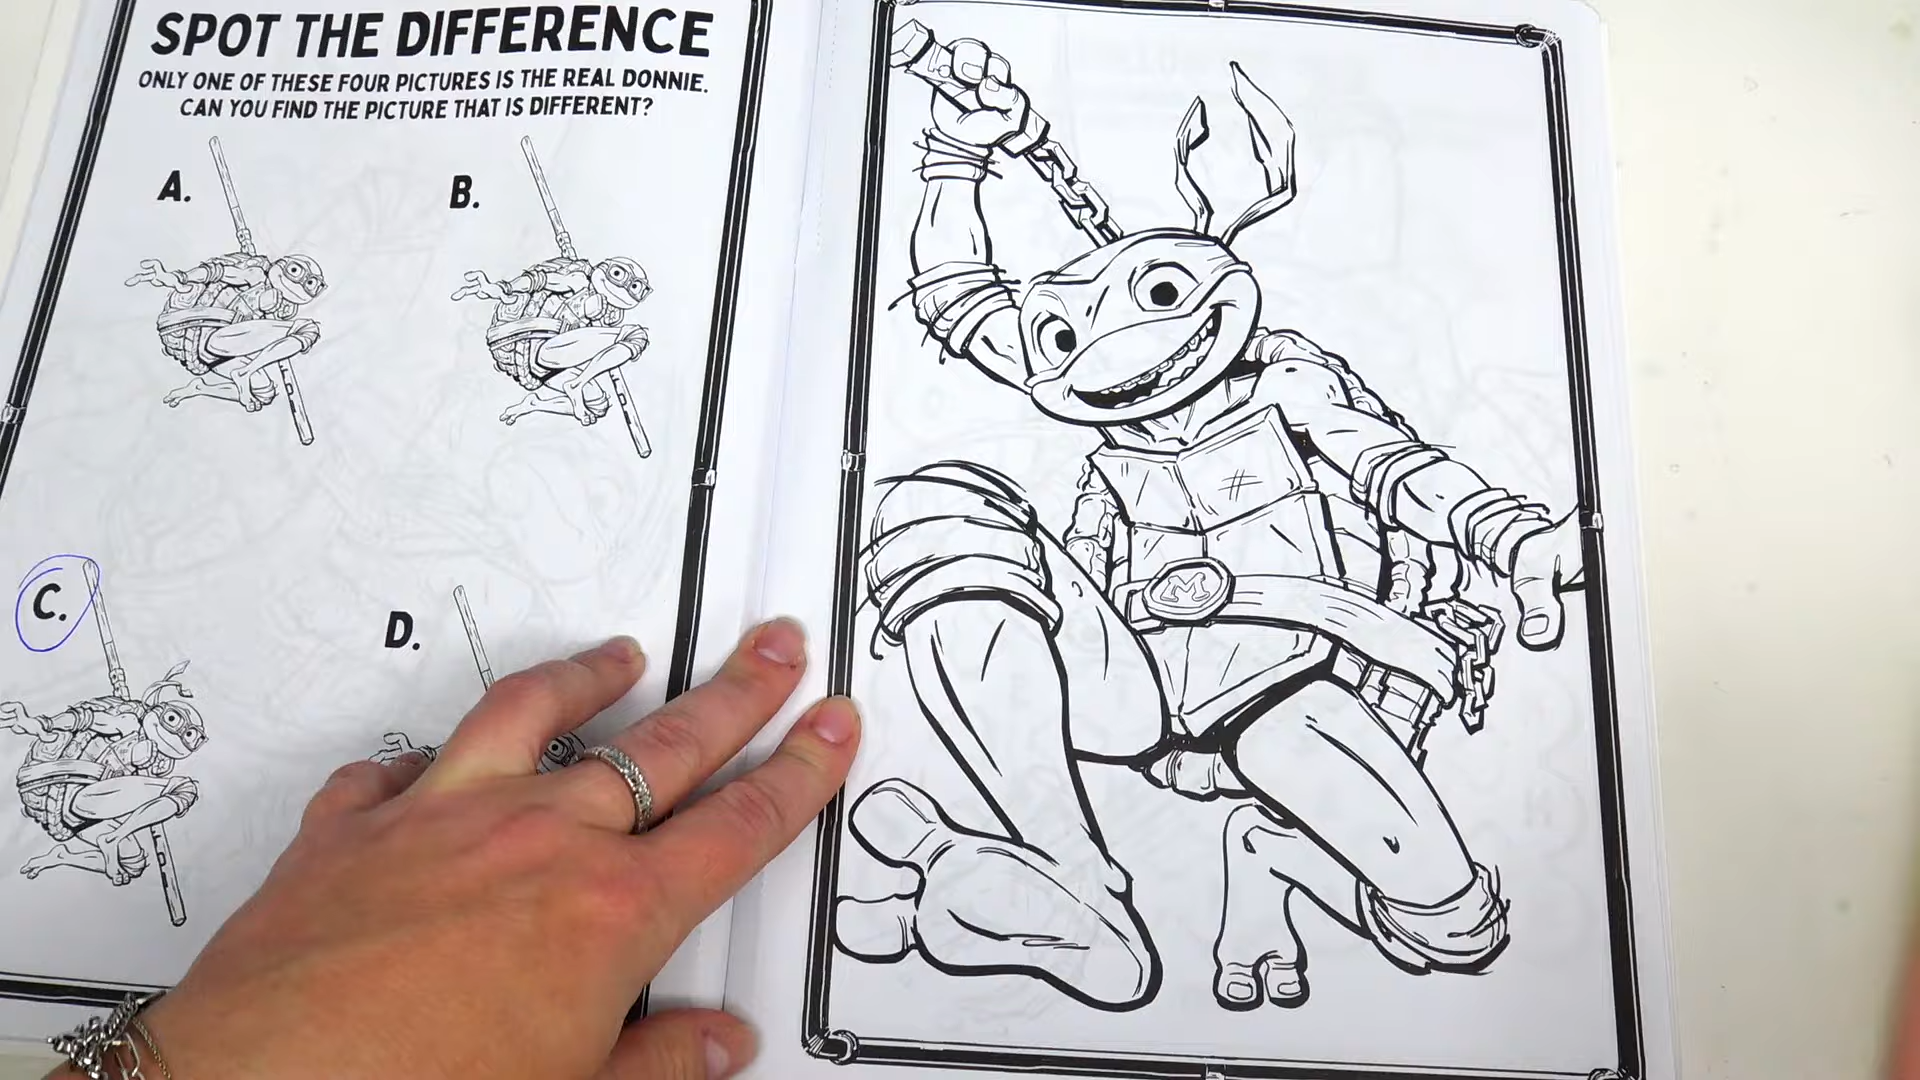 SPOT THE DIFFERENCE
ONLY ONE OF THESE FOUR PICTURES IS THE REAL DONNIE.
CAN YOU FIND THE PICTURE THAT IS DIFFERENT?
A.
B.
C.
D.
M